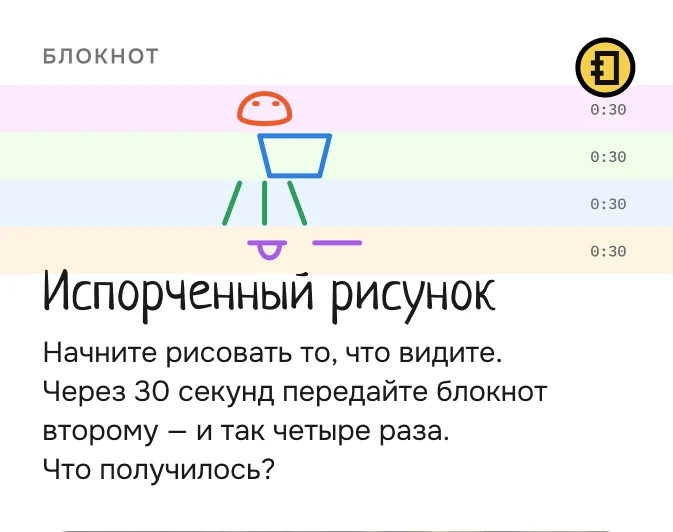 БЛОКНОТ
0:30
0:30
0:30
0:30
Испорченный рисунок
Начните рисовать то, что видите.
Через 30 секунд передайте блокнот
второму — и так четыре раза.
Что получилось?